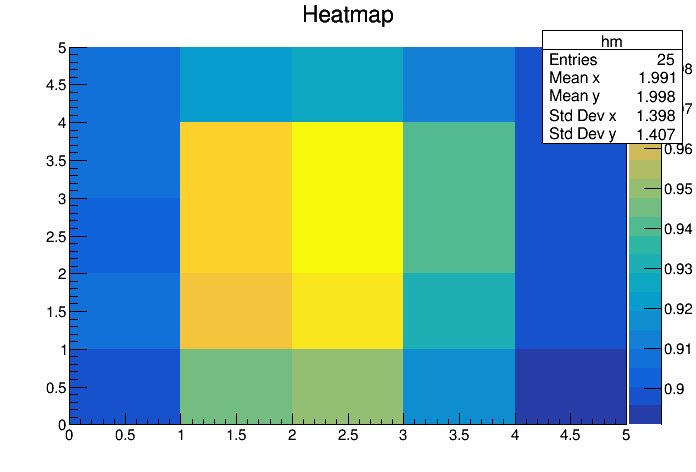 Heatmap
hm
Entries 25
Mean x 1.991
Mean y 1.998
Std Dev x 1.398
Std Dev y 1.407
5
4.5
4
3.5
3
2.5
2
1.5
1
0.5
0
0 0.5 1 1.5 2 2.5 3 3.5 4 4.5 5
8
7
0.96
0.95
0.94
0.93
0.92
0.91
0.9